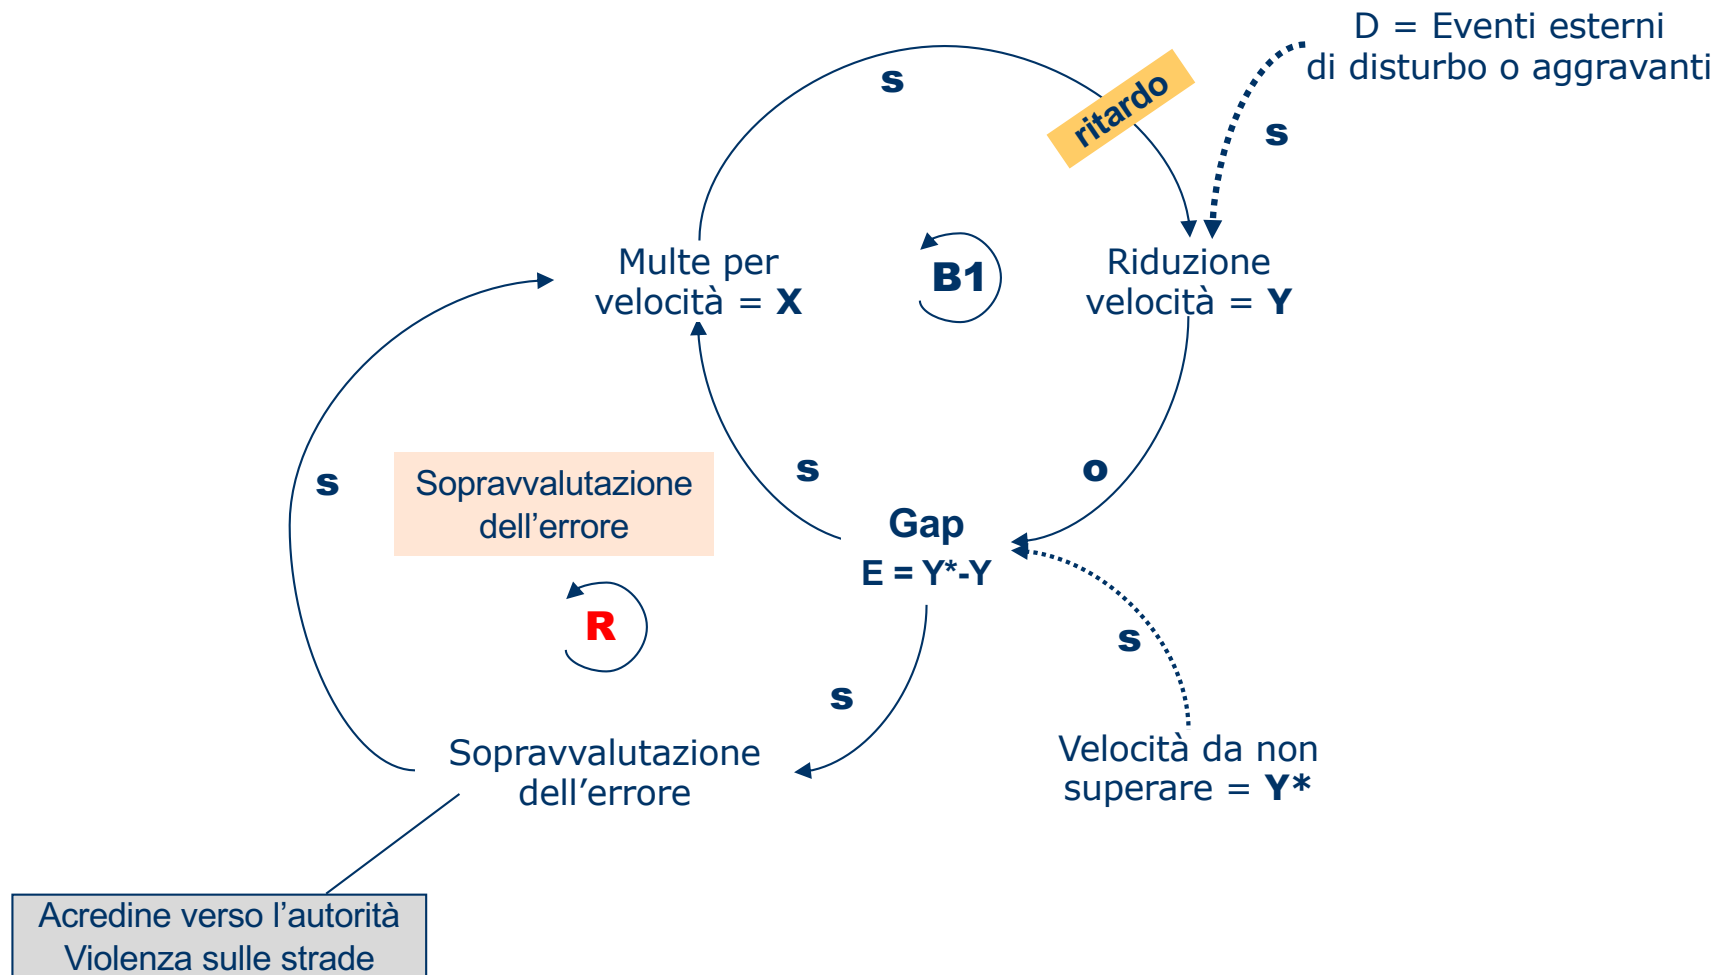 D = Eventi esterni
di disturbo o aggravanti
s
ritardo
s
Multe per
velocità = X
B1
Riduzione
velocità = Y
s
Sopravvalutazione
dell'errore
s
o
Gap
E = Y*-Y
R
s
s
Sopravvalutazione
dell’errore
Velocità da non
superare = Y*
Acredine verso l’autorità
Violenza sulle strade